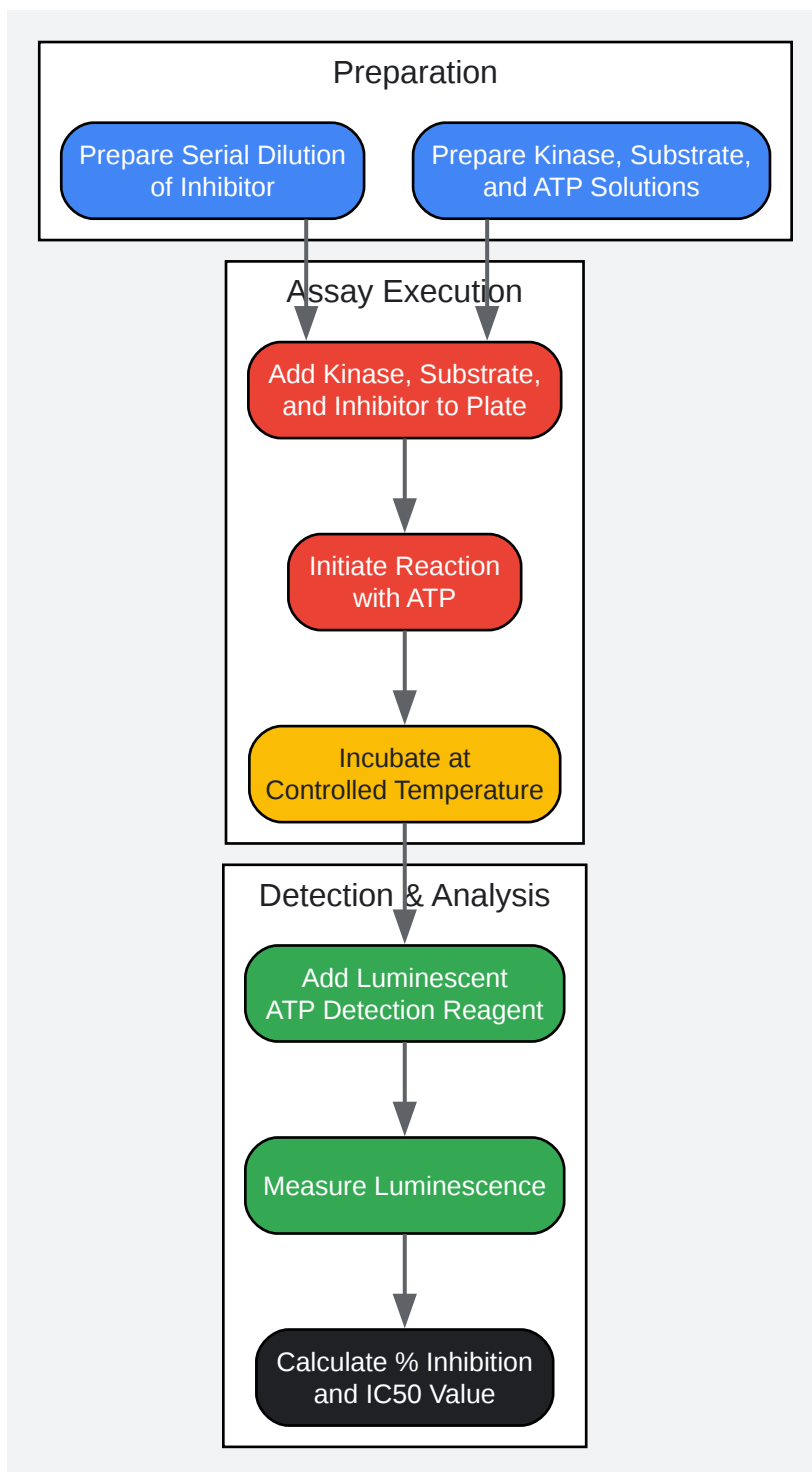 Preparation
Prepare Serial Dilution
of Inhibitor
Prepare Kinase, Substrate,
and ATP Solutions
Assay Execution
Add Kinase, Substrate,
and Inhibitor to Plate
Initiate Reaction
with ATP
Incubate at
Controlled Temperature
Detection & Analysis
Add Luminescent
ATP Detection Reagent
Measure Luminescence
Calculate % Inhibition
and IC50 Value